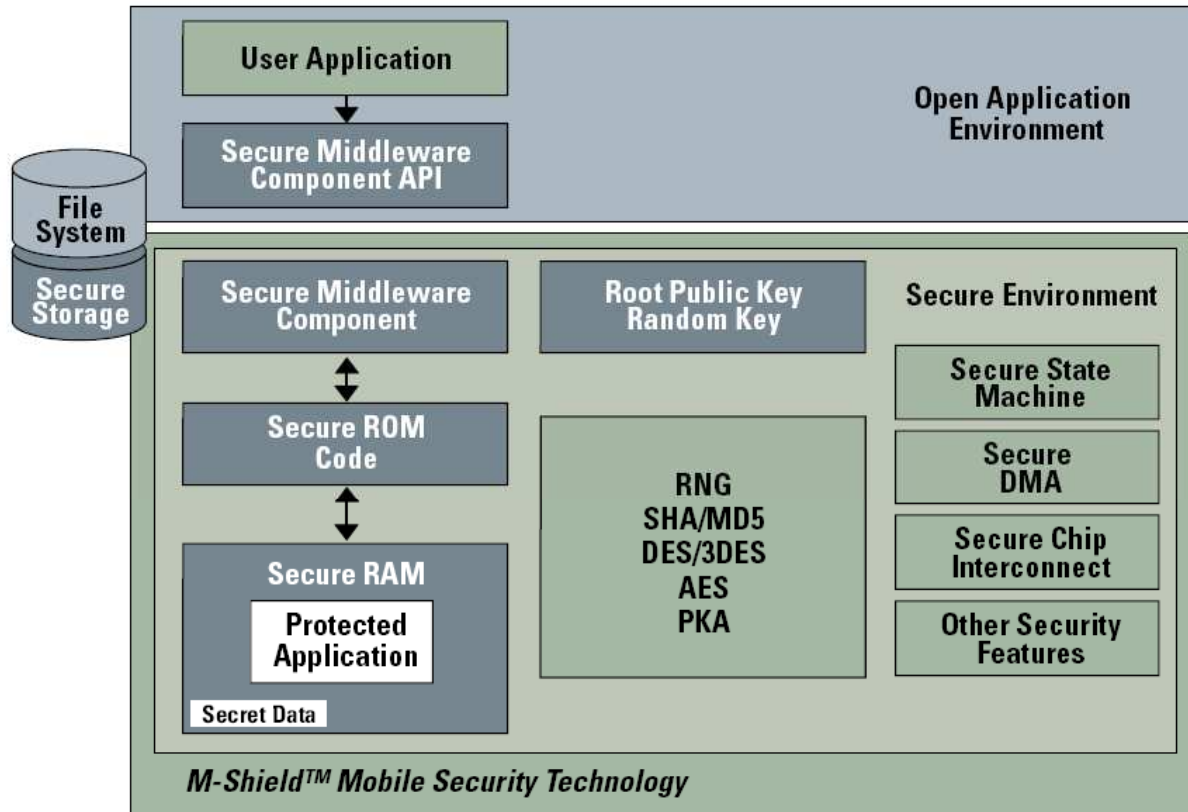 User Application
Open Application
Environment
Secure Middleware
Component API
File
System
Secure
Storage
Secure Middleware
Component
Root Public Key
Random Key
Secure Environment
Secure ROM
Code
Secure RAM
Protected
Application
Secret Data
RNG
SHA/MD5
DES/3DES
AES
PKA
Secure State
Machine
Secure
DMA
Secure Chip
Interconnect
Other Security
Features
M-Shield™ Mobile Security Technology